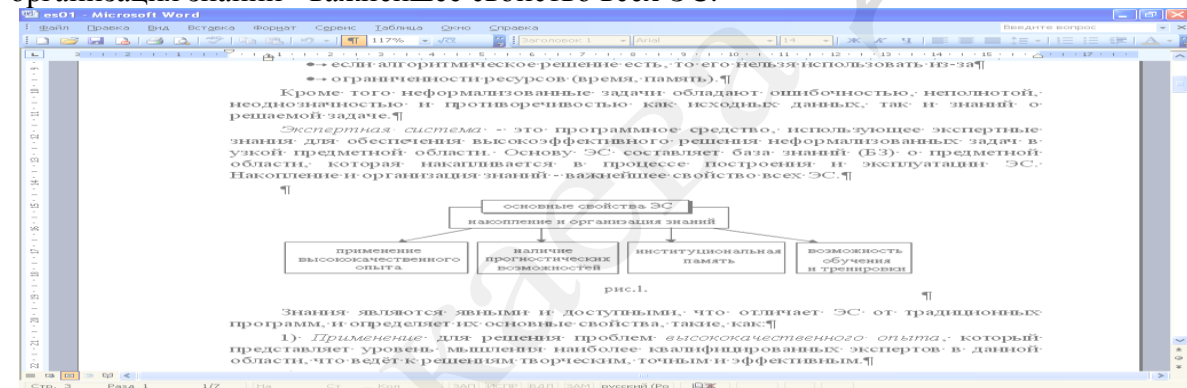 организация знаний - важнейшее свойство всех ЭС.
es01 - Microsoft Word
Файл Правка Вид Вставка Формат Сервис Таблица Окно Справка
Введите вопрос
117% Заголовок 1 Arial 14 Ж К Ч
•→если·алгоритмическое·решение·есть,·то·его·нельзя·использовать·из-за¶
•→ограниченности·ресурсов·(время,·память).¶
Кроме·того·неформализованные·задачи·обладают·ошибочностью,·неполнотой,·
неоднозначностью·и·противоречивостью·как·исходных·данных,·так·и·знаний·о·
решаемой·задаче.¶
Экспертная·система·-·это·программное·средство,·использующее·экспертные·
знания·для·обеспечения·высокоэффективного·решения·неформализованных·задач·в·
узкой·предметной·области.·Основу·ЭС·составляет·база·знаний·(БЗ)·о·предметной·
области,·которая·накапливается·в·процессе·построения·и·эксплуатации·ЭС.·
Накопление·и·организация·знаний·-·важнейшее·свойство·всех·ЭС.¶
¶
основные свойства ЭС
накопление и организация знаний
применение
высококачественного
опыта
наличие
прогностических
возможностей
институциональная
память
возможность
обучения
и тренировки
рис.1.
¶
Знания·являются·явными·и·доступными,·что·отличает·ЭС·от·традиционных·
программ,·и·определяет·их·основные·свойства,·такие,·как:¶
1)·Применение·для·решения·проблем·высококачественного·опыта,·который·
представляет·уровень·мышления·наиболее·квалифицированных·экспертов·в·данной·
области,·что·ведёт·к·решениям·творческим,·точным·и·эффективным.¶
Стр. 3 Разд 1 1/7 На Ст Кол ЗАП ИСПР ВДЛ ЗАМ русский (Ро